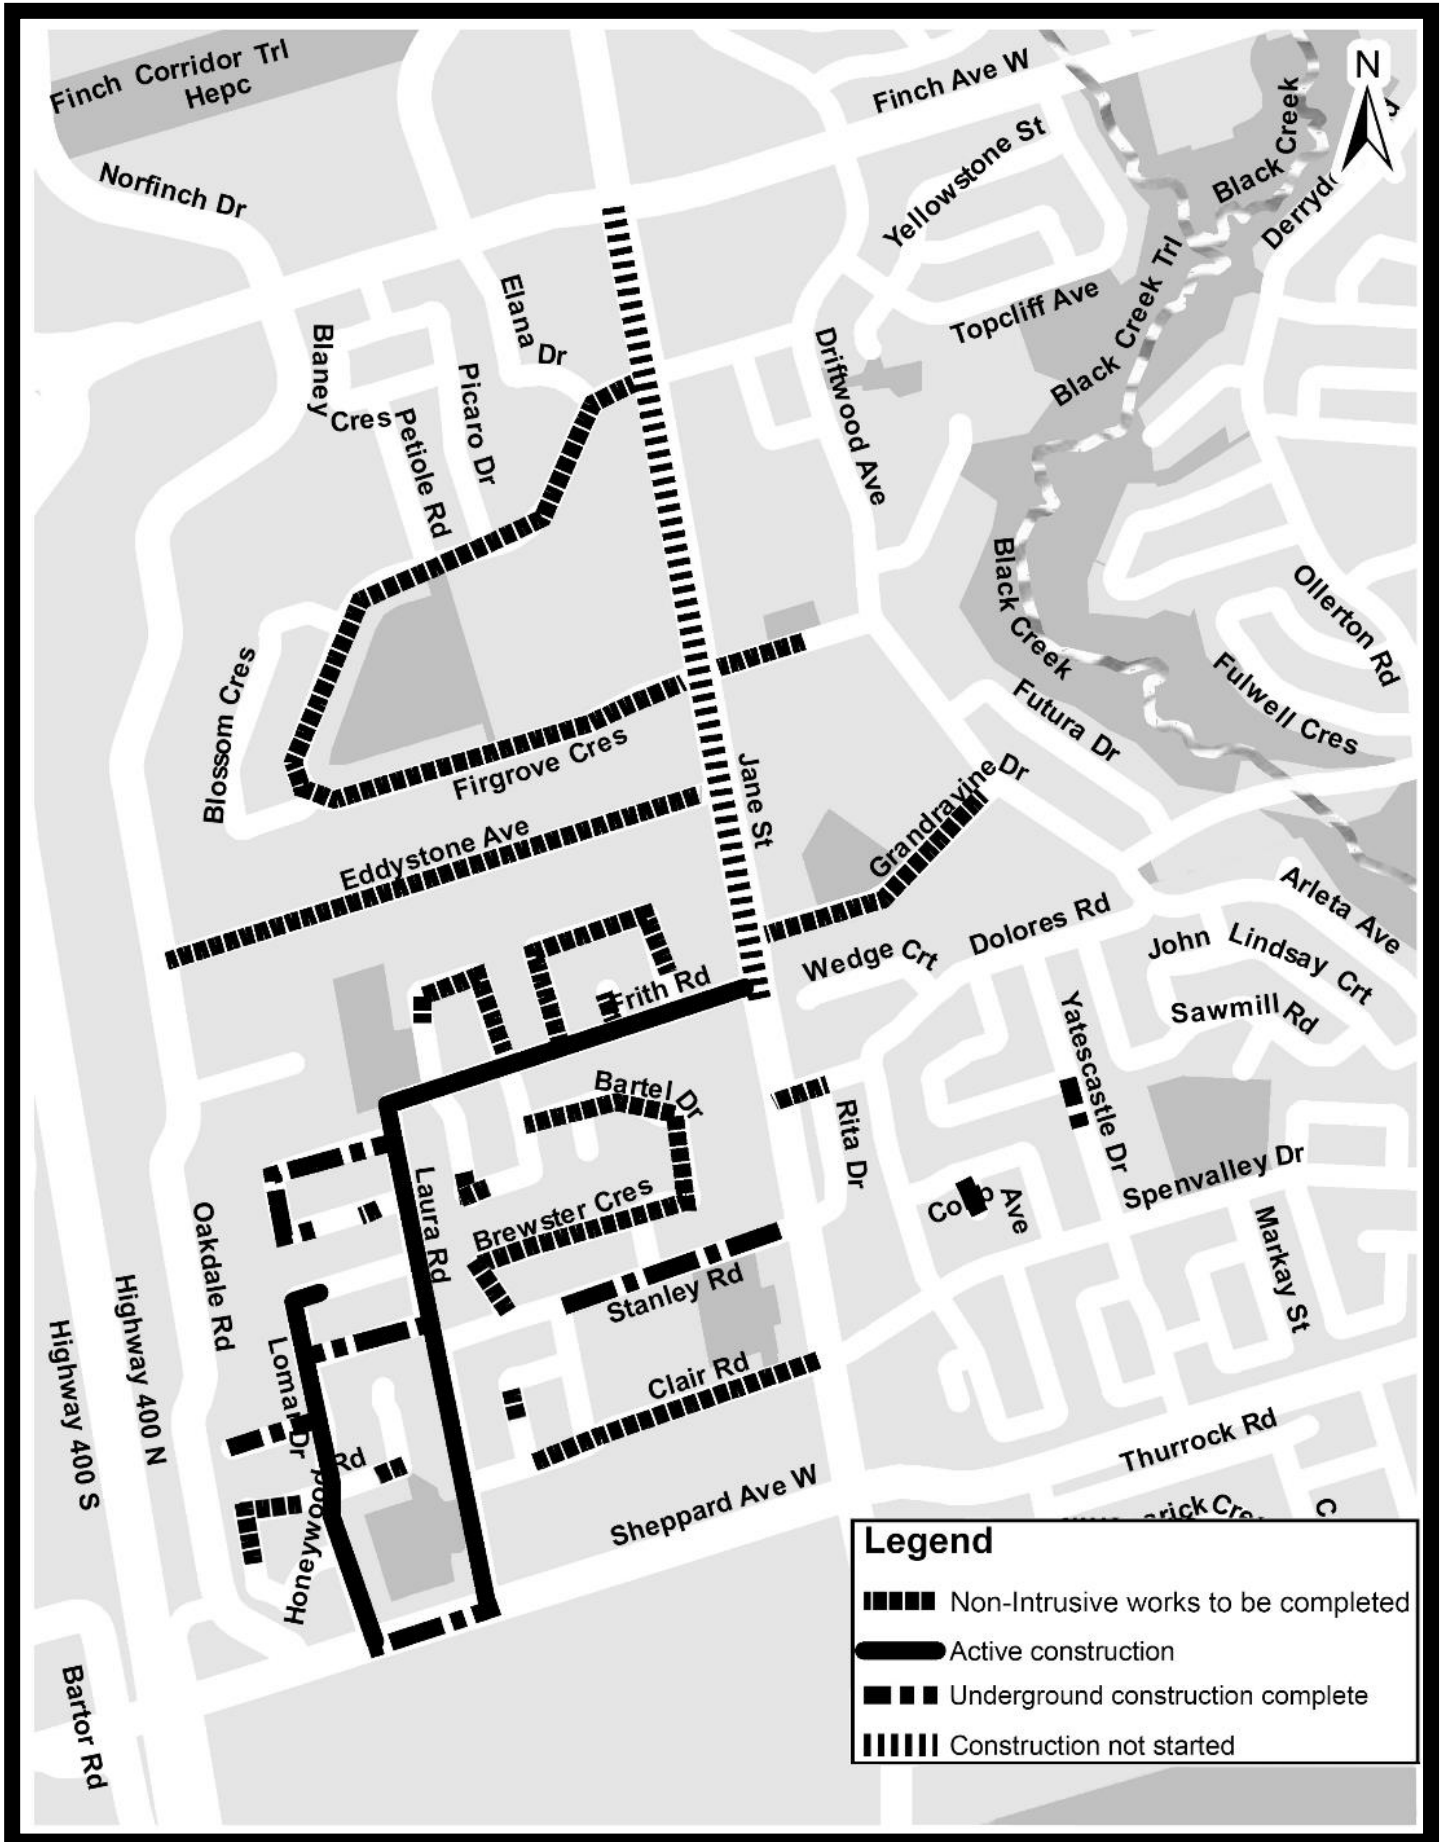 Finch Corridor Trl
Hepc
Finch Ave W
N
Norfinch Dr
Yellowstone St
Black Creek
Black Creek Trl
Elana Dr
Topcliff Ave
Blaney Cres
Picaro Dr
Petiole Rd
Driftwood Ave
Black Creek
Ollerton Rd
Blossom Cres
Fulwell Cres
Futura Dr
Firgrove Cres
Jane St
Grandravine Dr
Eddystone Ave
Arleta Ave
Dolores Rd
Wedge Crt
John Lindsay Crt
Frith Rd
Sawmill Rd
Yatescastle Dr
Bartel Dr
Rita Dr
Laura Rd
Spenvalley Dr
Brewster Cres
Ave
Oakdale Rd
Markay St
Stanley Rd
Highway 400 N
Highway 400 S
Clair Rd
Dr
Rd
Thurrock Rd
Sheppard Ave W
Bartor Rd
Legend
Non-Intrusive works to be completed
Active construction
Underground construction complete
Construction not started